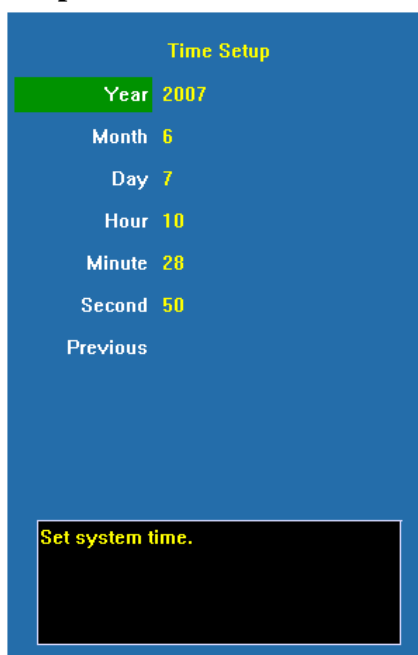 Time Setup
Year 2007
Month 6
Day 7
Hour 10
Minute 28
Second 50
Previous
Set system time.